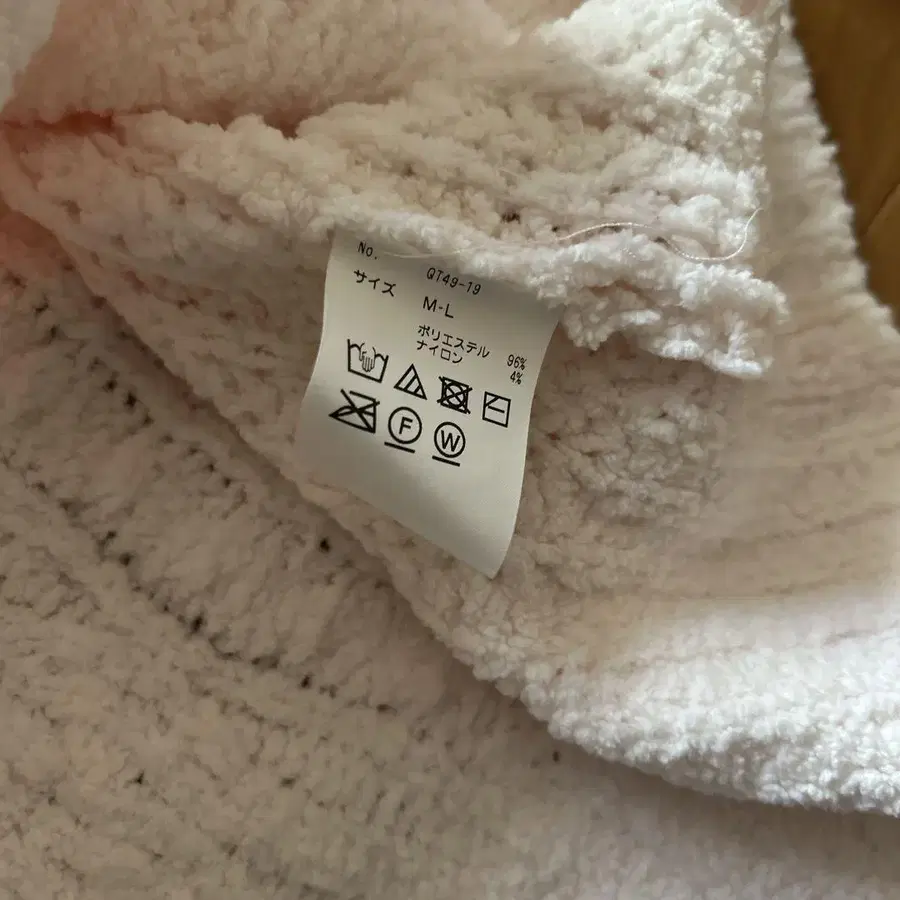 No. QT49-19
サイズ M-L
ポリエステル 96%
ナイロン 4%
F W